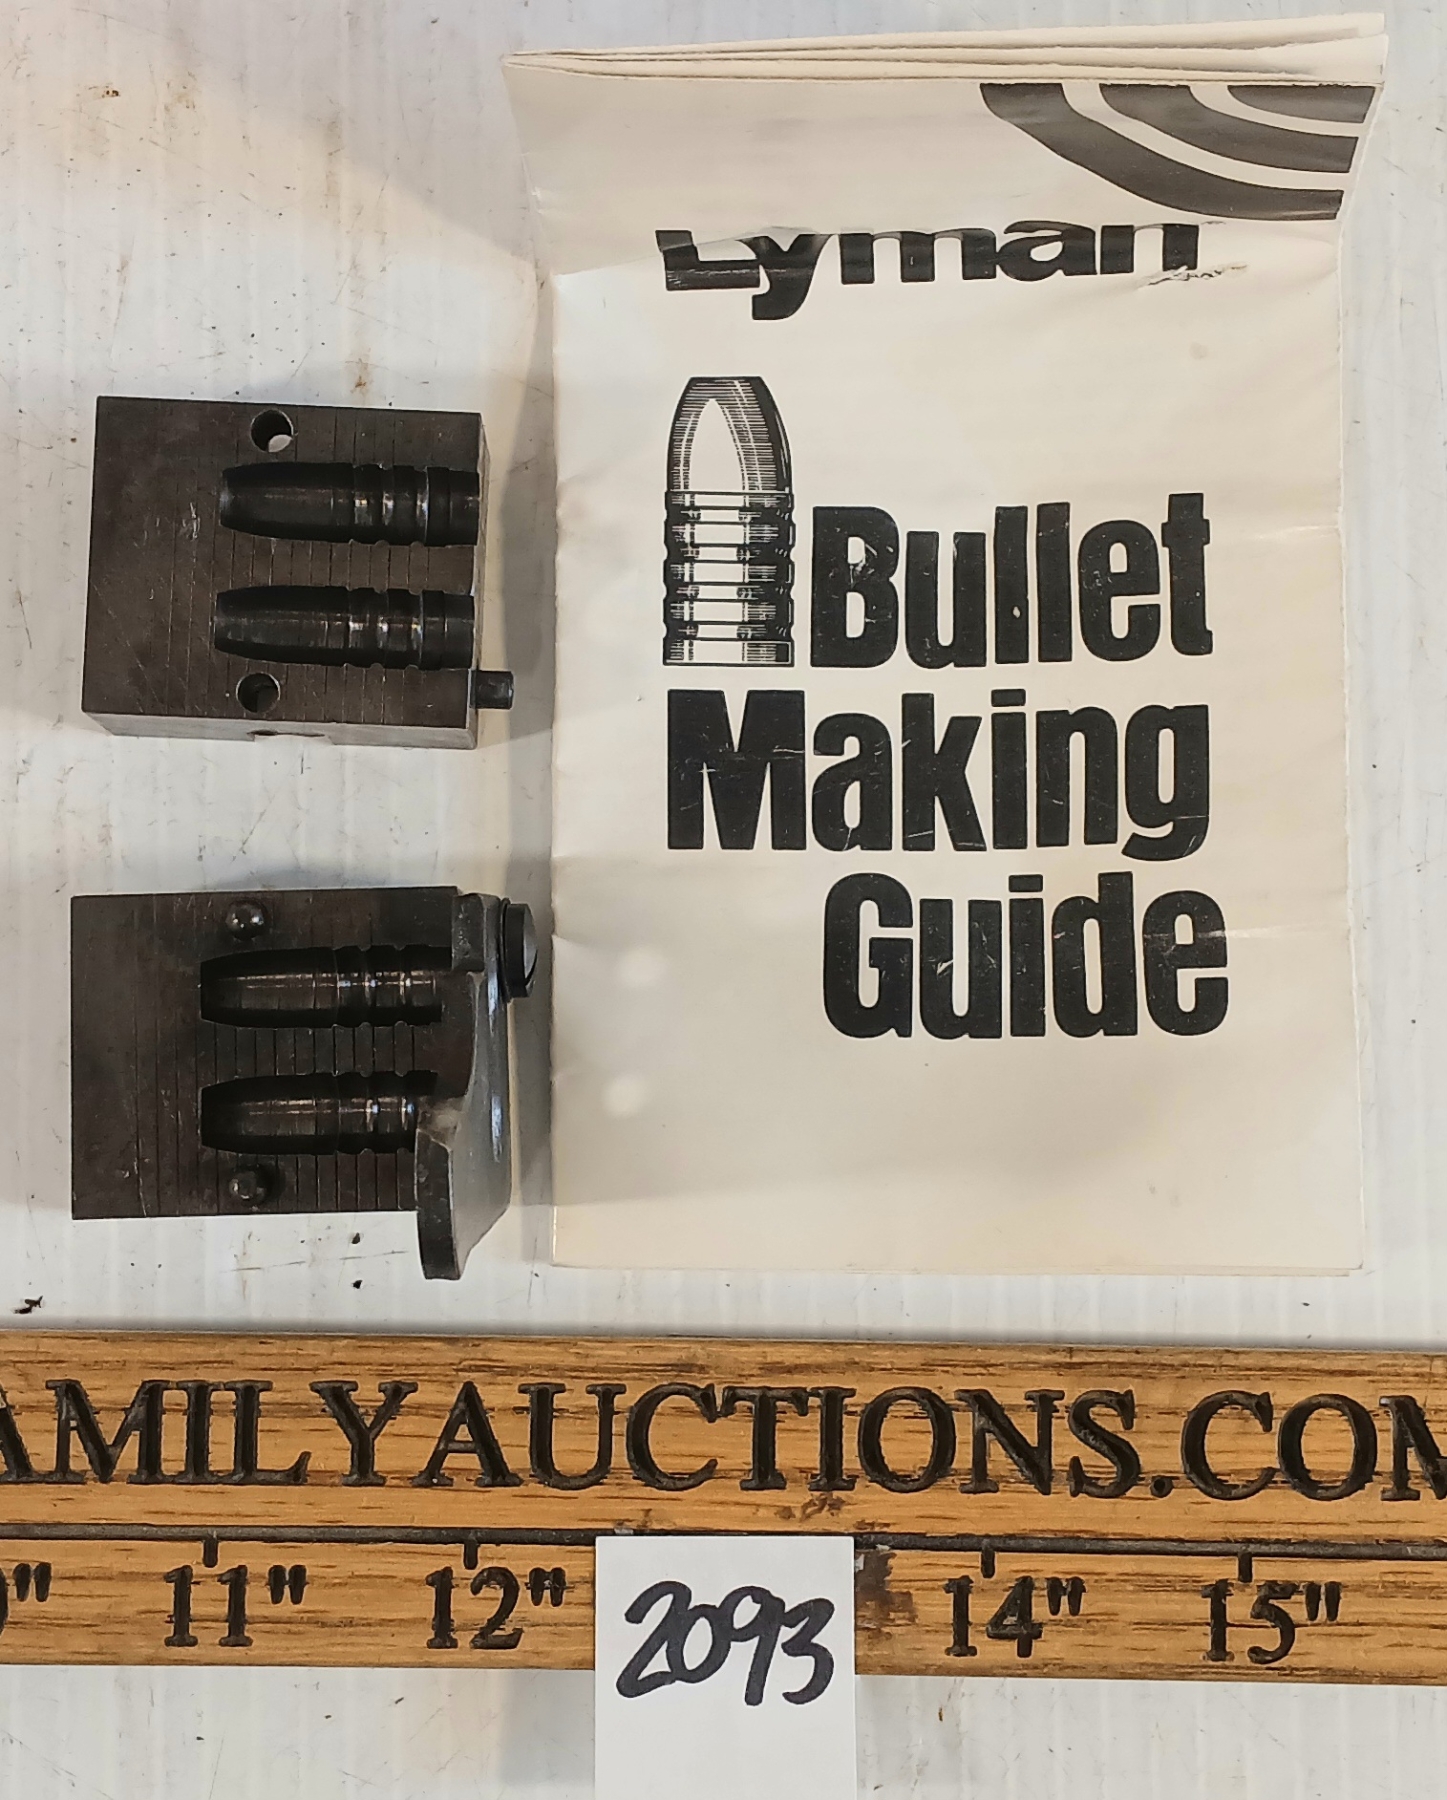 Lyman
Bullet
Making
Guide
AMILYAUCTIONS.COM
11" 12" 14" 15"
2093